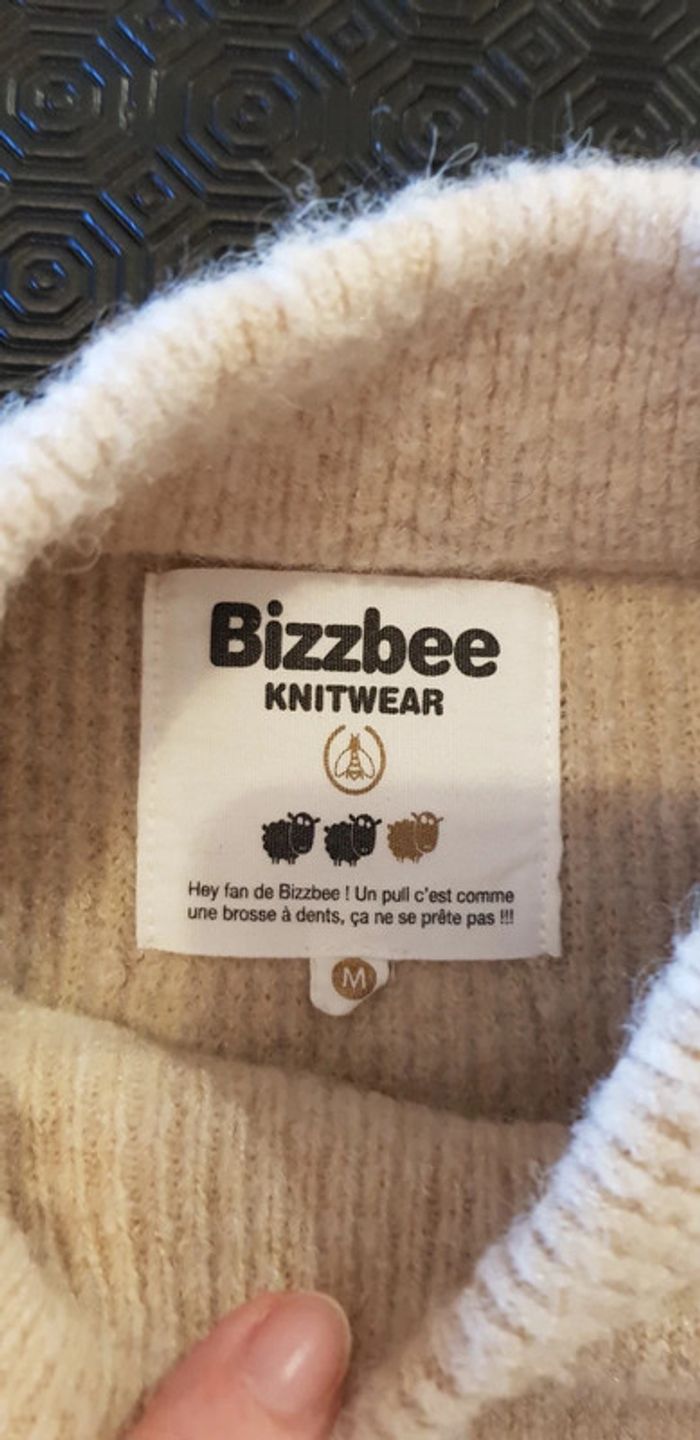 Bizzbee
KNITWEAR
Hey fan de Bizzbee ! Un pull c'est comme
une brosse à dents, ça ne se prête pas !!!
M